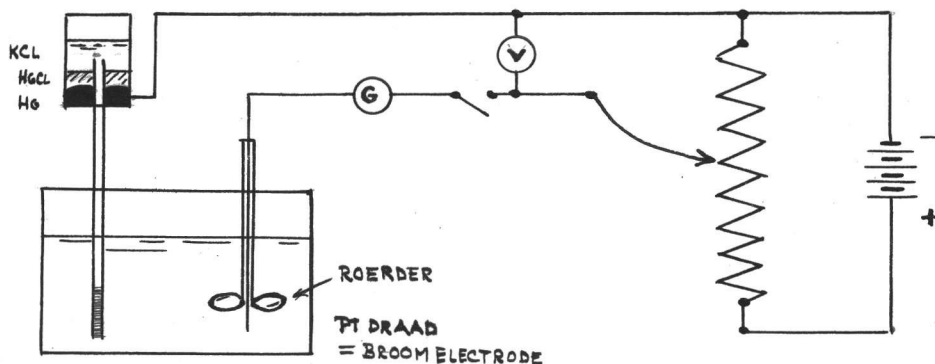 KCL
HGCL
HG
G
V
-
+
ROERDER
PT DRAAD
= BROOM ELECTRODE